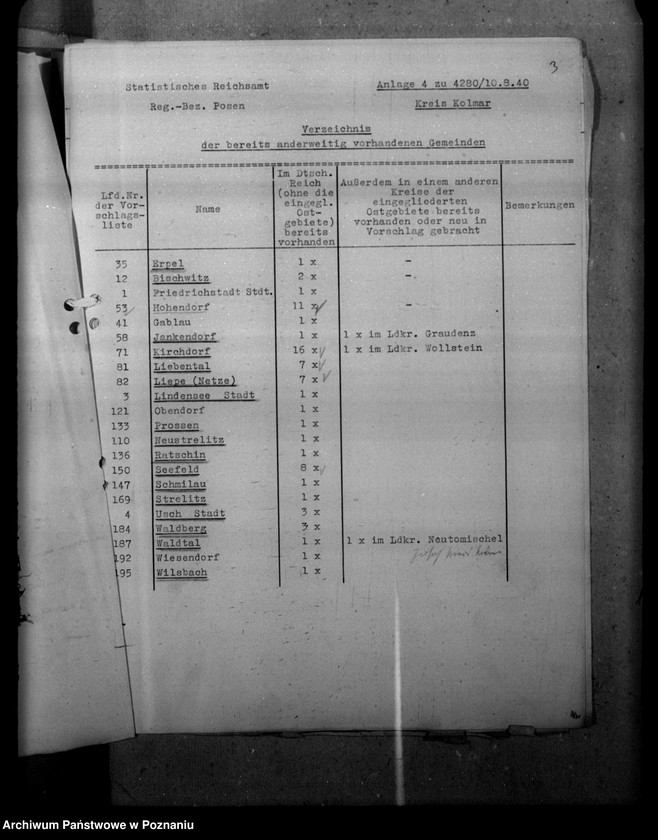 3
Statistisches Reichsamt Anlage 4 zu 4280/10.8.40
Reg.-Bez. Posen Kreis Kolmar
Verzeichnis
der bereits anderweitig vorhandenen Gemeinden
Lfd.Nr. der Vor- schlags- liste
Name
Im Dtsch. Reich (ohne die eingegl. Ost- gebiete) bereits vorhanden
Außerdem in einem anderen Kreise der eingegliederten Ostgebiete bereits vorhanden oder neu in Vorschlag gebracht
Bemerkungen
35 Erpel 1 x -
12 Bischwitz 2 x -
1 Friedrichstadt Stdt. 1 x
53 Hohendorf 11 x -
41 Gablau 1 x
58 Jankendorf 1 x 1 x im Ldkr. Graudenz
71 Kirchdorf 16 x 1 x im Ldkr. Wollstein
81 Liebental 7 x
82 Liepe (Netze) 7 x
3 Lindensee Stadt 1 x
121 Obendorf 1 x
133 Prossen 1 x
110 Neustrelitz 1 x
136 Ratschin 1 x
150 Seefeld 8 x
147 Schmilau 1 x
169 Strelitz 1 x
4 Usch Stadt 3 x
184 Waldberg 3 x
187 Waldtal 1 x 1 x im Ldkr. Neutomischel
192 Wiesendorf 1 x
195 Wilsbach 1 x
Archiwum Państwowe w Poznaniu